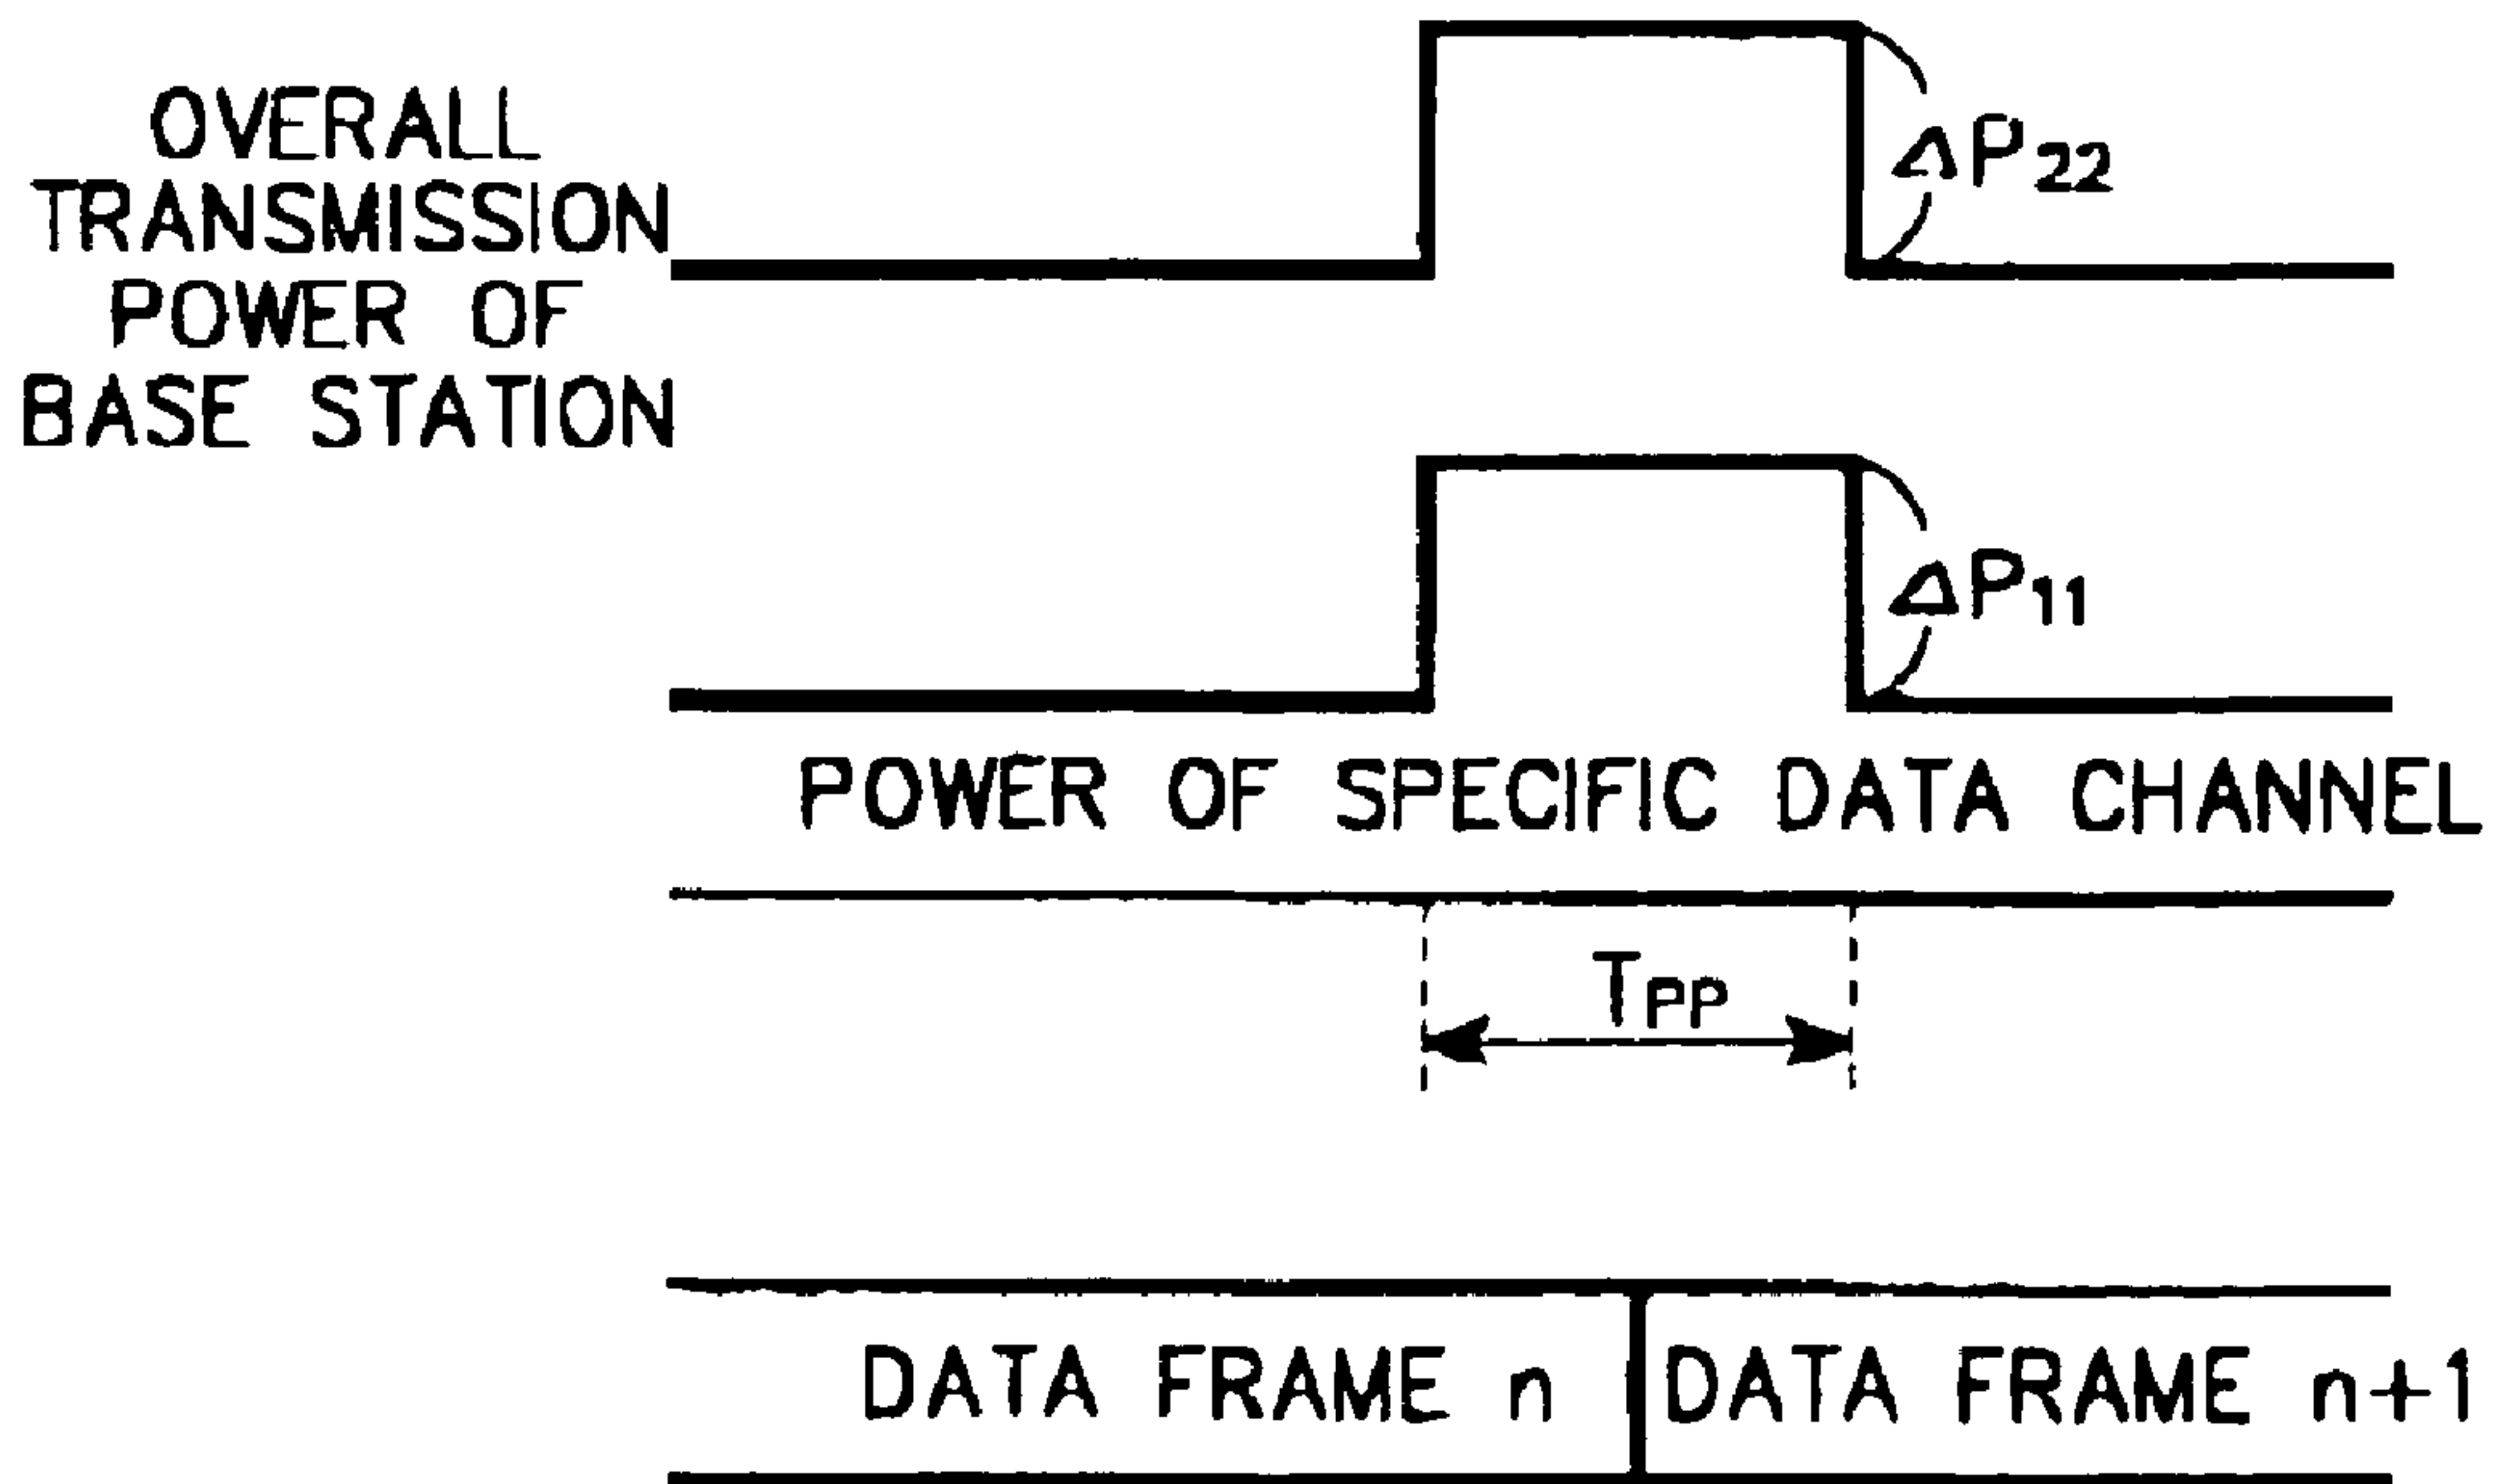 OVERALL
TRANSMISSION
POWER OF
BASE STATION
ΔP22
ΔP11
POWER OF SPECIFIC DATA CHANNEL
TPP
DATA FRAME n
DATA FRAME n+1